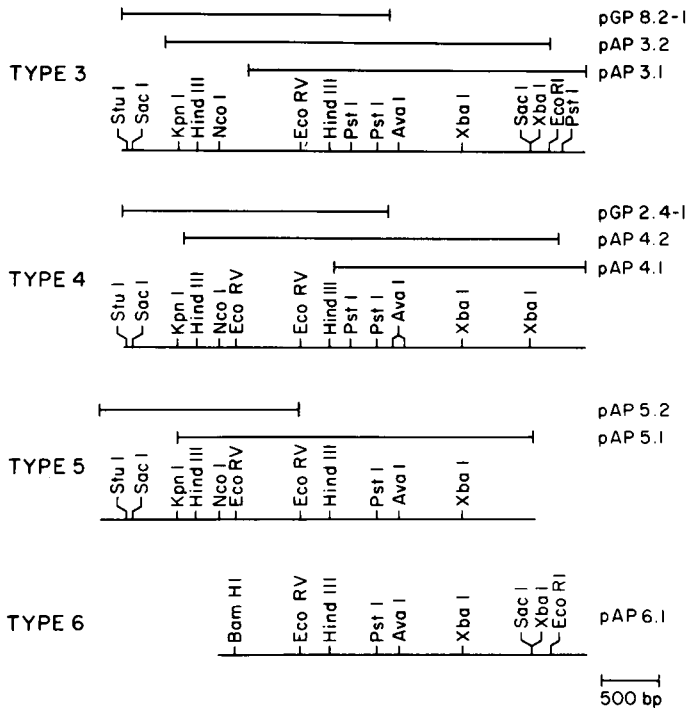 pGP 8.2-1
pAP 3.2
pAP 3.1
TYPE 3
Stu I
Sac I
Kpn I
Hind III
Nco I
Eco RV
Hind III
Pst I
Pst I
Ava I
Xba I
Sac I
Xba I
Eco RI
Pst I
pGP 2.4-1
pAP 4.2
pAP 4.1
TYPE 4
Stu I
Sac I
Kpn I
Hind III
Nco I
Eco RV
Eco RV
Hind III
Pst I
Pst I
Ava I
Xba I
Xba I
pAP 5.2
pAP 5.1
TYPE 5
Stu I
Sac I
Kpn I
Hind III
Nco I
Eco RV
Eco RV
Hind III
Pst I
Ava I
Xba I
TYPE 6
Bam HI
Eco RV
Hind III
Pst I
Ava I
Xba I
Sac I
Xba I
Eco RI
pAP 6.1
500 bp